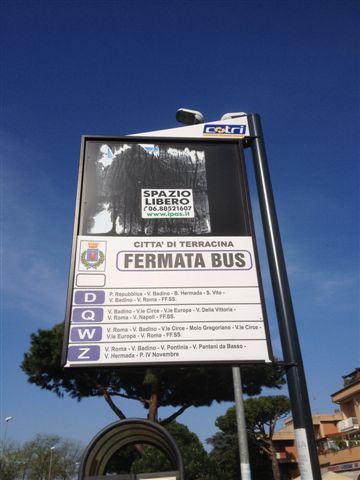 cotri
SPAZIO
LIBERO
06.88521607
www.ipas.it
CITTA' DI TERRACINA
FERMATA BUS
D P. Repubblica - V. Badino - B. Hermada - S. Vito -
V. Badino - V. Roma - FF.SS.
Q V. Badino - V.le Circe - V.le Europa - V. Della Vittoria -
V. Roma - V. Napoli - FF.SS.
W V. Roma - V. Badino - V.le Circe - Molo Gregoriano - V.le Circe
- V.le Europa - V. Roma - FF.SS.
Z V. Roma - V. Badino - V. Pontinia - V. Pantani da Basso -
V. Hermada - P. IV Novembre